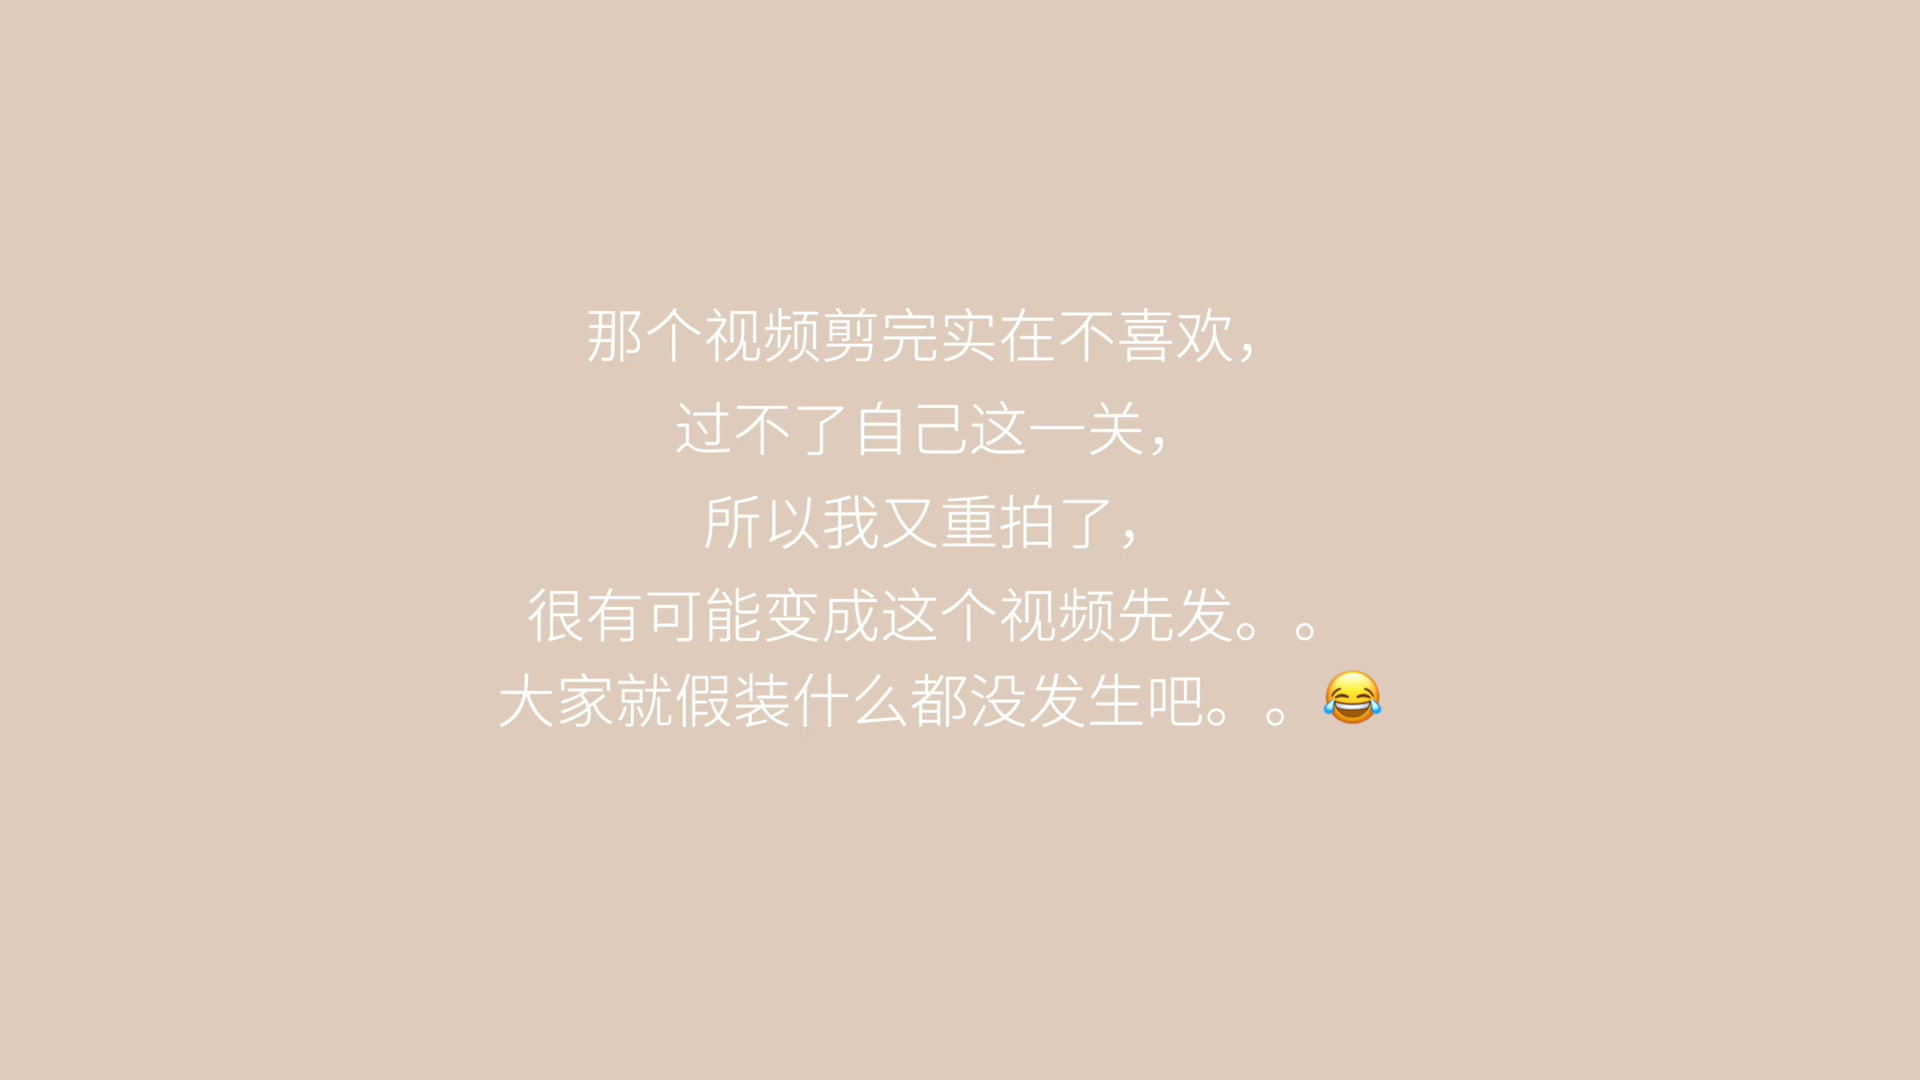 那个视频剪完实在不喜欢，
过不了自己这一关，
所以我又重拍了，
很有可能变成这个视频先发。。
大家就假装什么都没发生吧。。😂